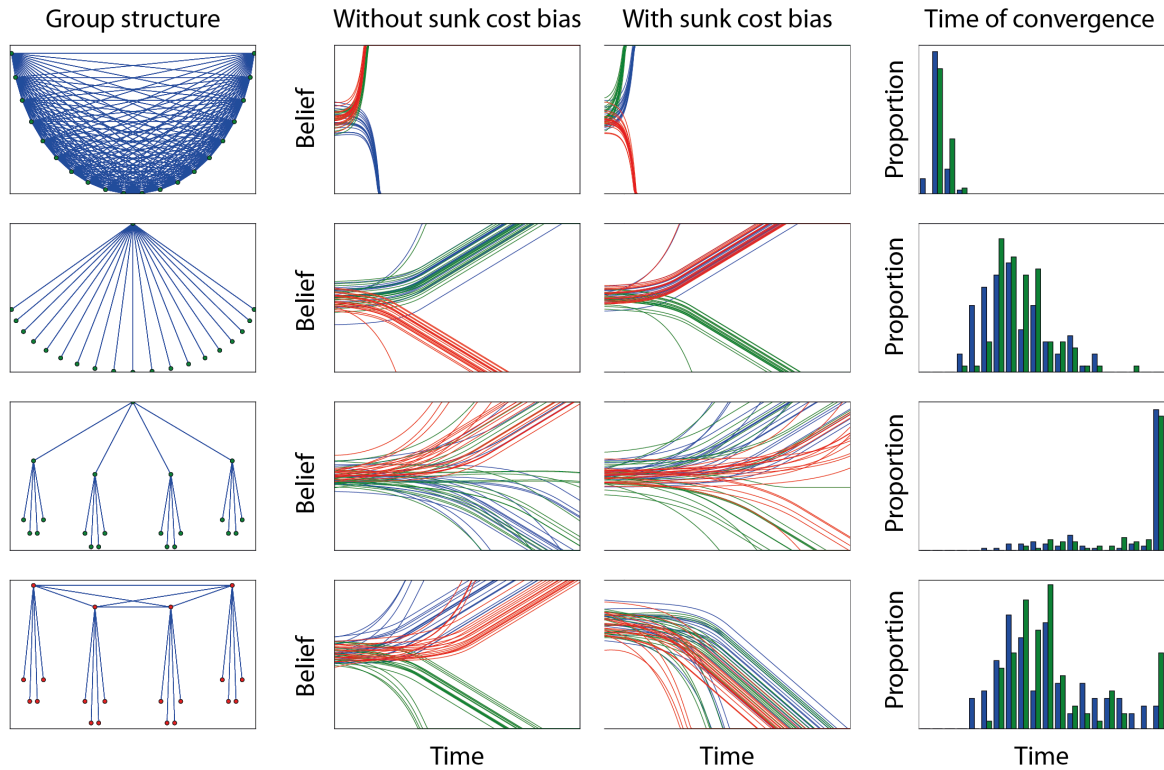 Group structure
Without sunk cost bias
With sunk cost bias
Time of convergence
Belief
Proportion
Belief
Proportion
Belief
Proportion
Belief
Proportion
Time
Time